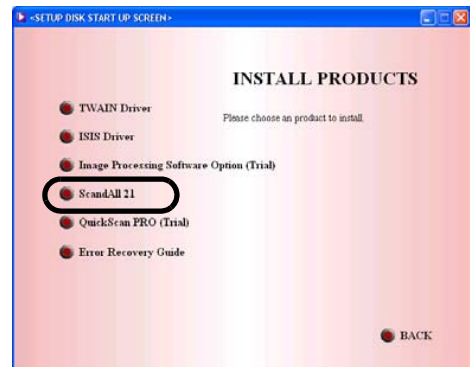 <SETUP DISK START UP SCREEN>
INSTALL PRODUCTS
Please choose an product to install.
TWAIN Driver
ISIS Driver
Image Processing Software Option (Trial)
ScandAll 21
QuickScan PRO (Trial)
Error Recovery Guide
BACK